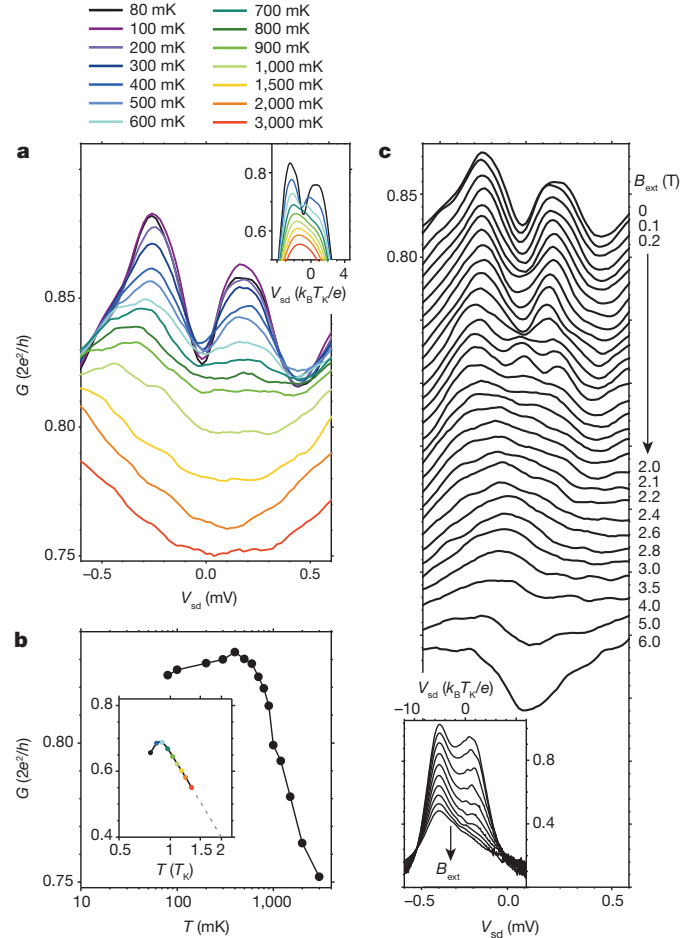 80 mK
100 mK
200 mK
300 mK
400 mK
500 mK
600 mK
700 mK
800 mK
900 mK
1,000 mK
1,500 mK
2,000 mK
3,000 mK
a
0.8
0.6
0 4
V_sd (k_BT_K/e)
0.85
0.80
0.75
G (2e²/h)
–0.5 0.0 0.5
V_sd (mV)
b
0.80
0.75
G (2e²/h)
0.8
0.6
0.4
0.5 1 1.5 2
T (T_K)
10 100 1,000
T (mK)
c
0.85
0.80
B_ext (T)
0
0.1
0.2
2.0
2.1
2.2
2.4
2.6
2.8
3.0
3.5
4.0
5.0
6.0
V_sd (k_BT_K/e)
–10 0
0.8
0.4
B_ext
–0.5 0.0 0.5
V_sd (mV)